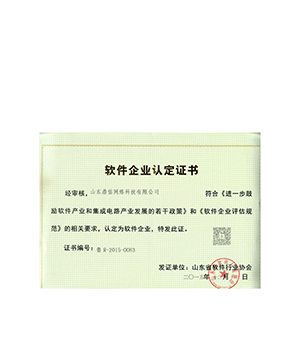 软件企业认定证书
经审核，山东鼎信网络科技有限公司 符合《进一步鼓
励软件产业和集成电路产业发展的若干政策》和《软件企业评估规
范》的相关要求，认定为软件企业，特发此证。
证书编号：鲁R-2015-0003
发证单位：山东省软件行业协会
二〇一 年 月 日